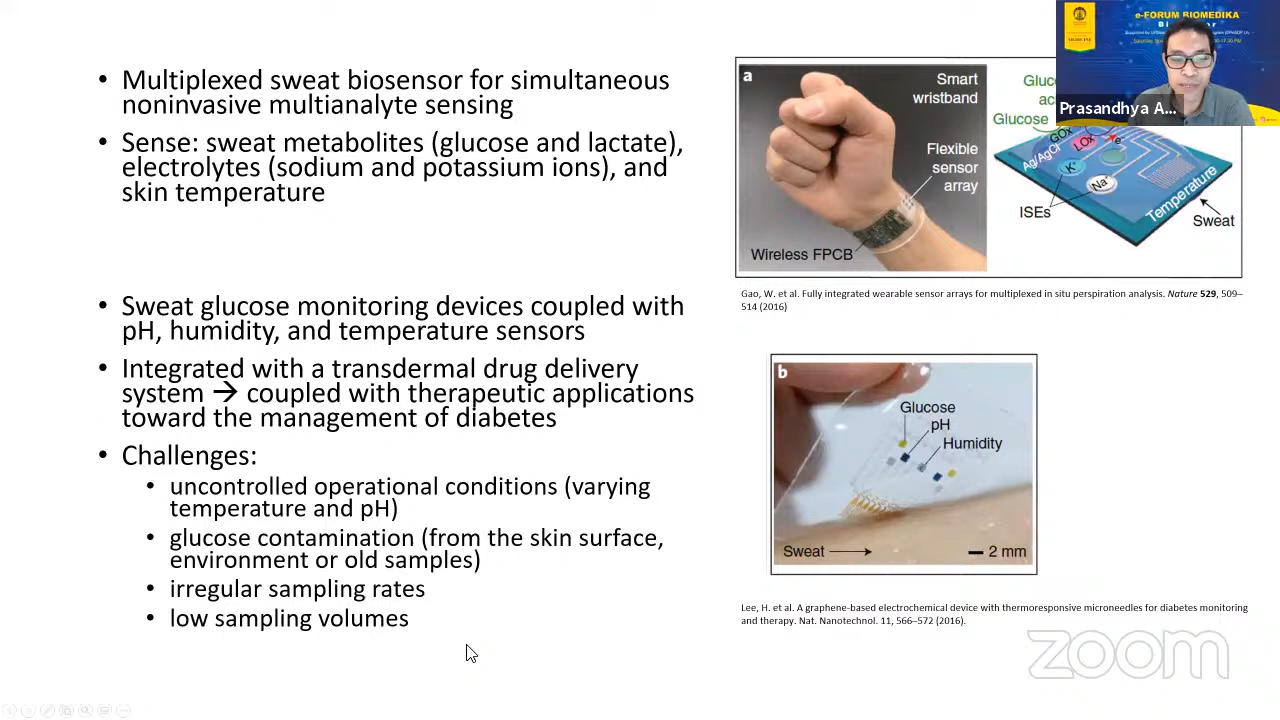 • Multiplexed sweat biosensor for simultaneous
noninvasive multianalyte sensing
• Sense: sweat metabolites (glucose and lactate),
electrolytes (sodium and potassium ions), and
skin temperature
• Sweat glucose monitoring devices coupled with
pH, humidity, and temperature sensors
• Integrated with a transdermal drug delivery
system → coupled with therapeutic applications
toward the management of diabetes
• Challenges:
• uncontrolled operational conditions (varying
temperature and pH)
• glucose contamination (from the skin surface,
environment or old samples)
• irregular sampling rates
• low sampling volumes
a
Smart
wristband
Flexible
sensor
array
Wireless FPCB
Glucose
GOx
LOx
Ag/AgCl
K+
Na+
ISEs
Temperature
Sweat
Gao, W. et al. Fully integrated wearable sensor arrays for multiplexed in situ perspiration analysis. Nature 529, 509–
514 (2016)
b
Glucose
pH
Humidity
Sweat
2 mm
Lee, H. et al. A graphene-based electrochemical device with thermoresponsive microneedles for diabetes monitoring
and therapy. Nat. Nanotechnol. 11, 566–572 (2016).
e-FORUM BIOMEDIKA
Prasandhya A...
zoom